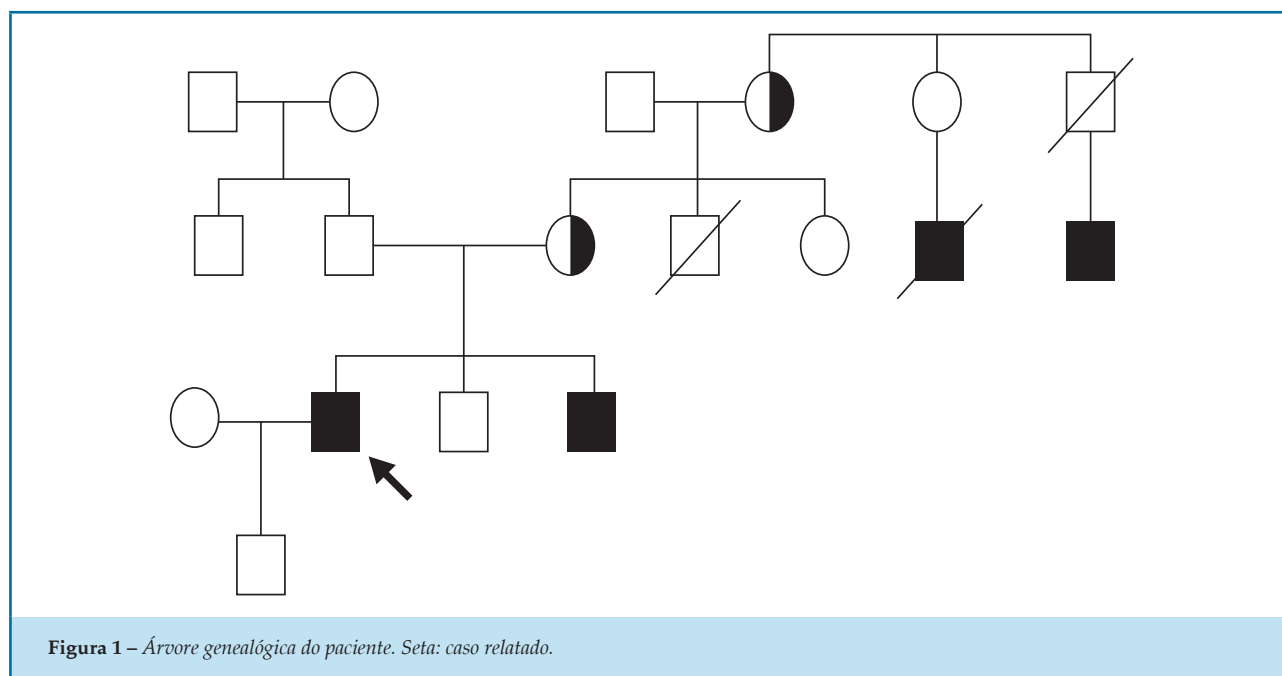 Figura 1 – Árvore genealógica do paciente. Seta: caso relatado.